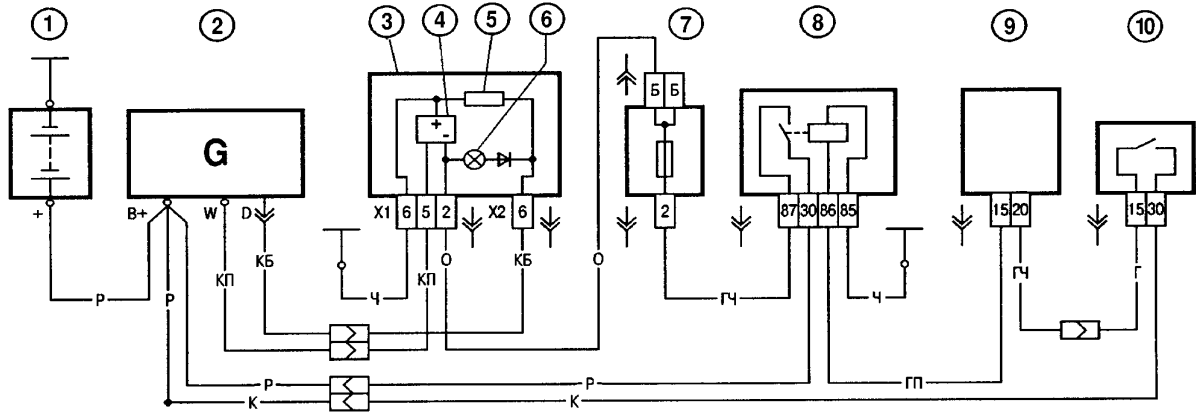 1 2 3 4 5 6 7 8 9 10
G
+ -
Б Б
+ B+ W D
X1 6 5 2 X2 6
2
87 30 86 85
15 20
15 30
КБ
КП
КП
О
КБ
О
ГЧ
Г
Р
Р
Ч
ГЧ
Ч
Р
Р
ГП
К
К